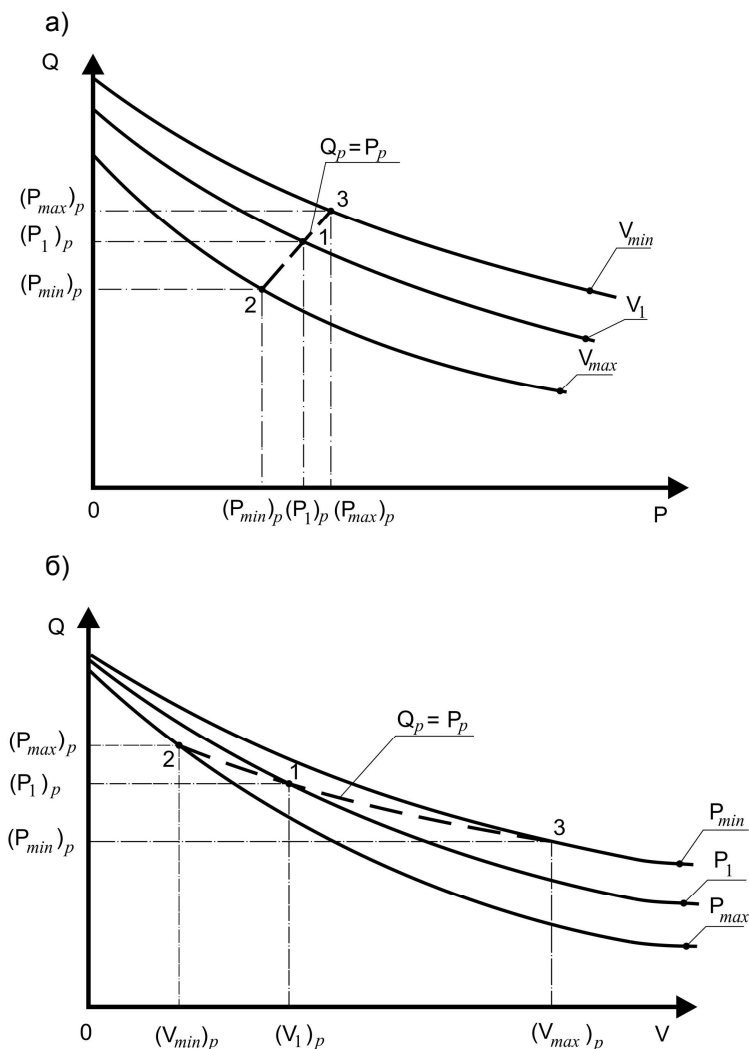 а)
Q
Qp = Pp
(Pmax)p
3
(P1)p
1
Vmin
(Pmin)p
2
V1
Vmax
0
(Pmin)p (P1)p (Pmax)p
P
б)
Q
Qp = Pp
(Pmax)p
2
1
(P1)p
3
(Pmin)p
Pmin
P1
Pmax
0
(Vmin)p
(V1)p
(Vmax)p
V